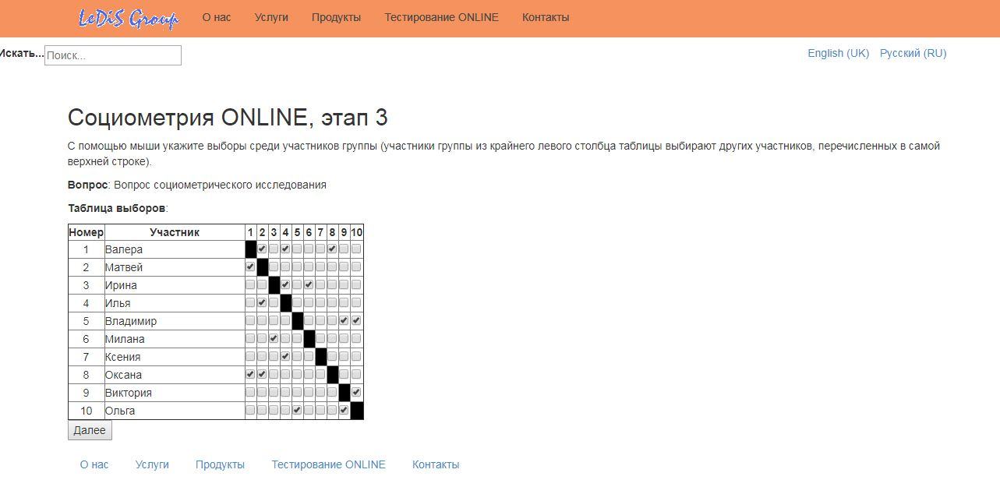 LeDiS Group О нас Услуги Продукты Тестирование ONLINE Контакты
Искать... Поиск... English (UK) Русский (RU)
Социометрия ONLINE, этап 3
С помощью мыши укажите выборы среди участников группы (участники группы из крайнего левого столбца таблицы выбирают других участников, перечисленных в самой
верхней строке).
Вопрос: Вопрос социометрического исследования
Таблица выборов:
Номер Участник 1 2 3 4 5 6 7 8 9 10
1 Валера
2 Матвей
3 Ирина
4 Илья
5 Владимир
6 Милана
7 Ксения
8 Оксана
9 Виктория
10 Ольга
Далее
О нас Услуги Продукты Тестирование ONLINE Контакты